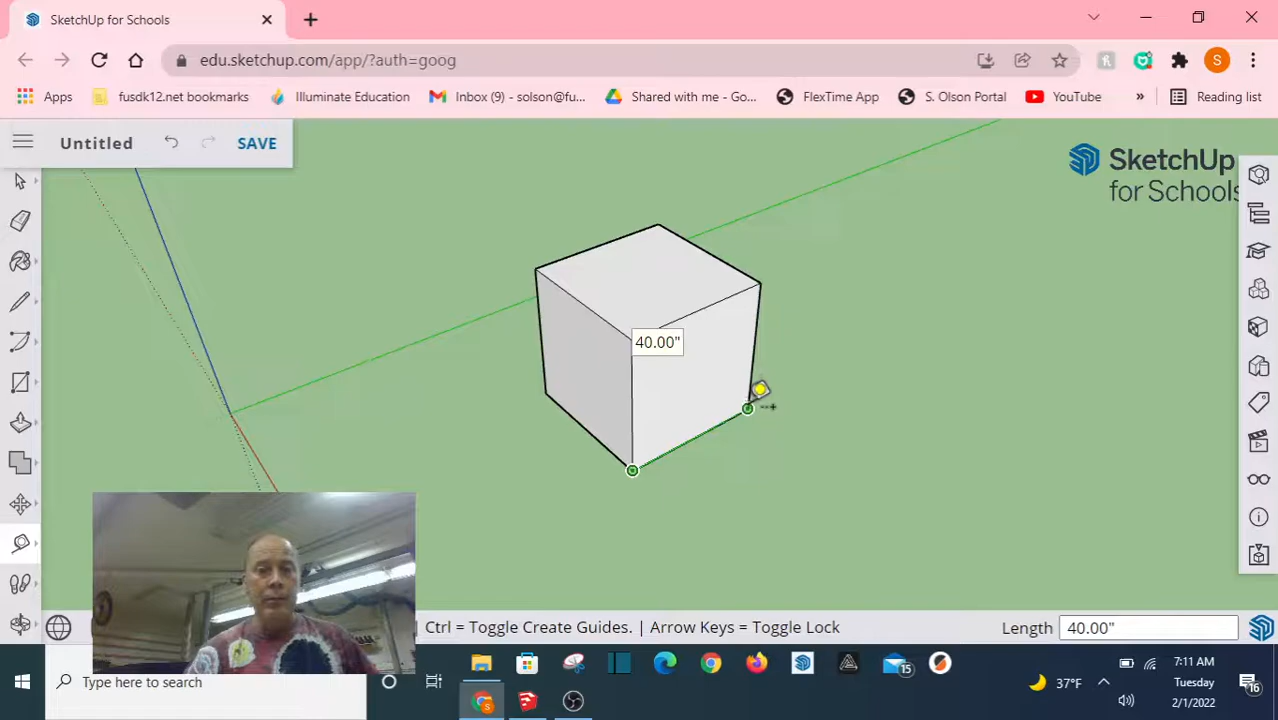 SketchUp for Schools
edu.sketchup.com/app/?auth=goog
Apps
fusdk12.net bookmarks
Illuminate Education
Inbox (9) - solson@fu...
Shared with me - Go...
FlexTime App
S. Olson Portal
YouTube
»
Reading list
Untitled
SAVE
SketchUp
for Schools
40.00"
| Ctrl = Toggle Create Guides. | Arrow Keys = Toggle Lock
Length 40.00"
Type here to search
15
37°F
7:11 AM
Tuesday
2/1/2022
16